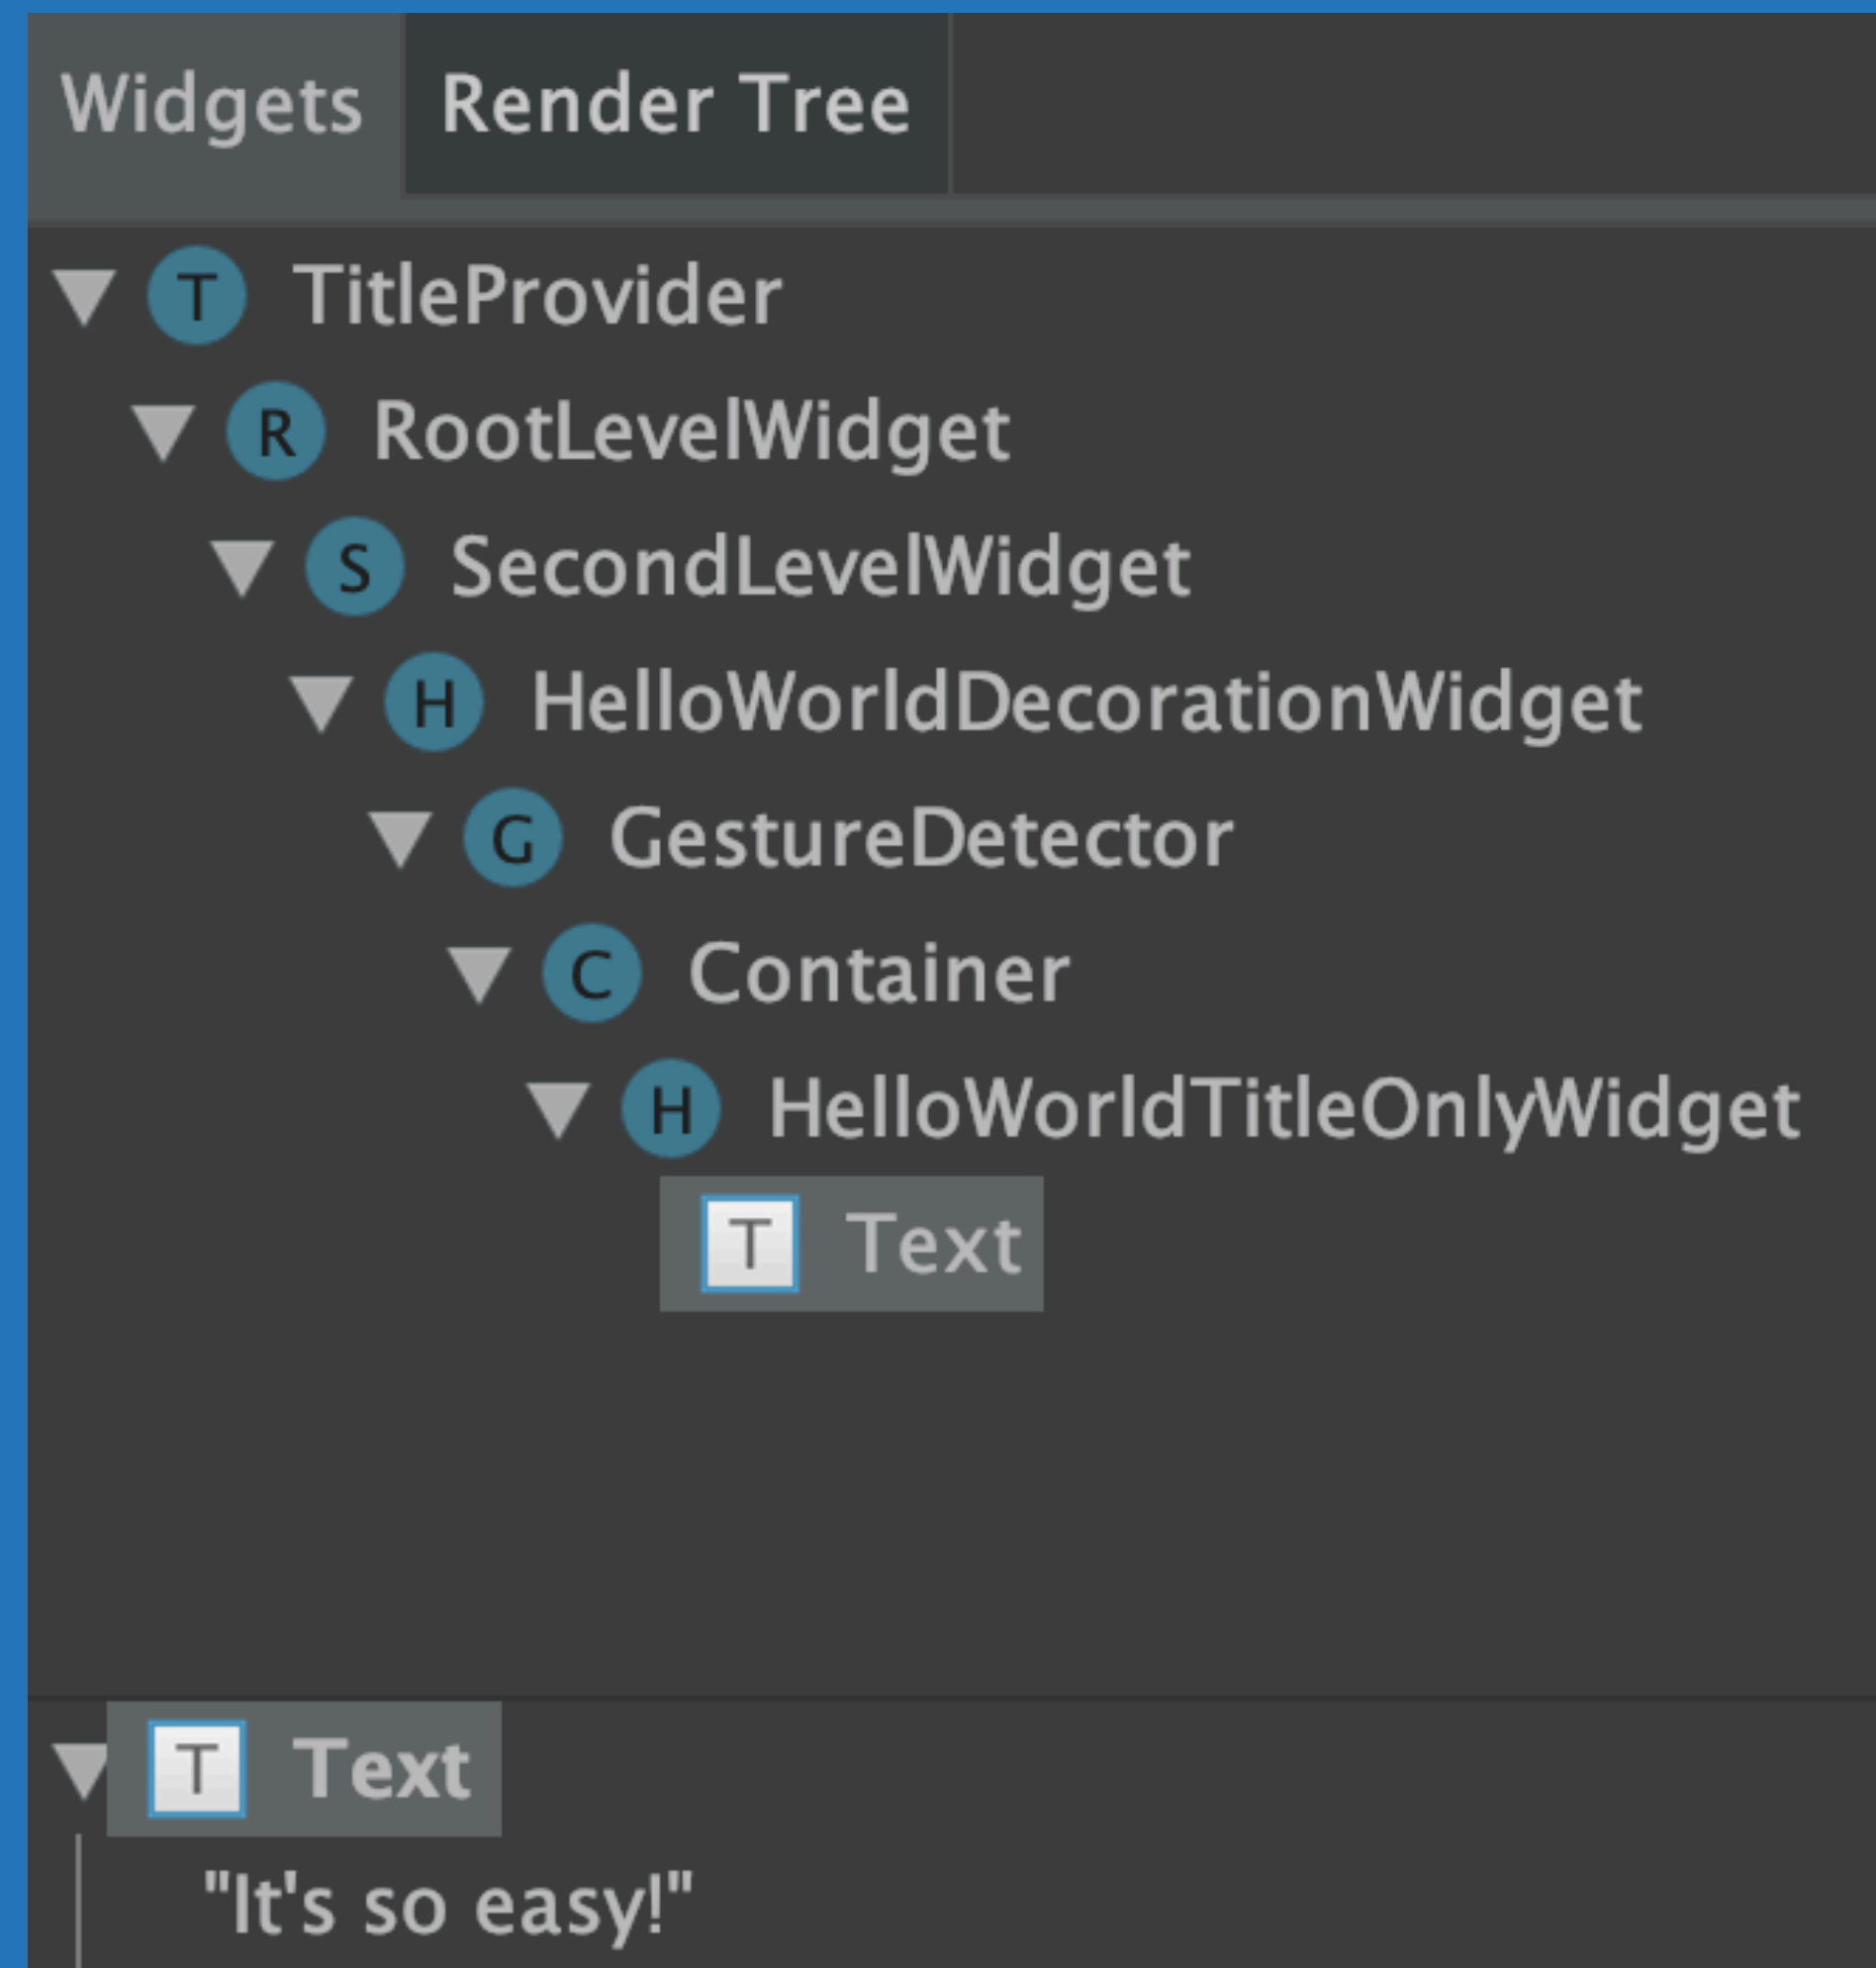 Widgets Render Tree
T TitleProvider
R RootLevelWidget
S SecondLevelWidget
H HelloWorldDecorationWidget
G GestureDetector
C Container
H HelloWorldTitleOnlyWidget
T Text
T Text
"It's so easy!"